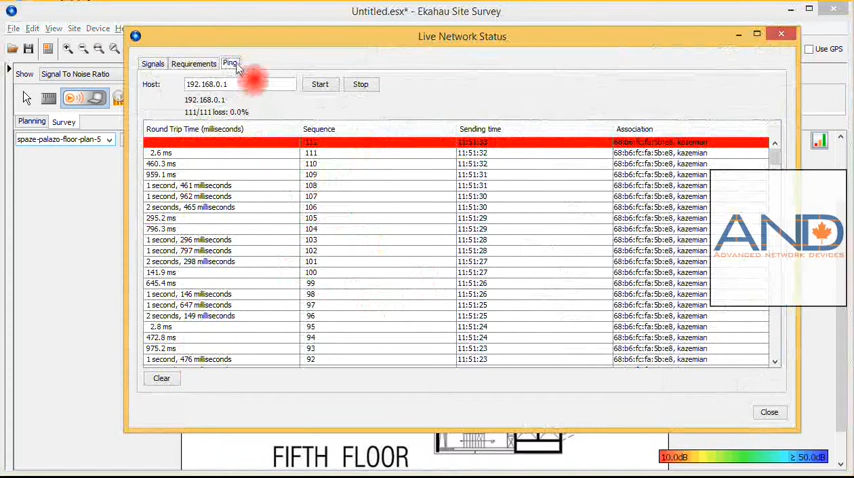 Untitled.esx* - Ekahau Site Survey
File Edit View Site Device
Live Network Status
Show Signal To Noise Ratio
Use GPS
Planning Survey
spaze-palazo-floor-plan-5
Signals Requirements Ping
Host: 192.168.0.1 Start Stop
192.168.0.1
111/111 loss: 0.0%
Round Trip Time (milliseconds) Sequence Sending time Association
112 11:51:33 68:b6:fc:fa:5b:e8, kazemian
2.6 ms 111 11:51:32 68:b6:fc:fa:5b:e8, kazemian
460.3 ms 110 11:51:32 68:b6:fc:fa:5b:e8, kazemian
959.1 ms 109 11:51:31 68:b6:fc:fa:5b:e8, kazemian
1 second, 461 milliseconds 108 11:51:31 68:b6:fc:fa:5b:e8, kazemian
1 second, 962 milliseconds 107 11:51:30 68:b6:fc:fa:5b:e8, kazemian
2 seconds, 465 milliseconds 106 11:51:30 68:b6:fc:fa:5b:e8, kazemian
295.2 ms 105 11:51:29 68:b6:fc:fa:5b:e8, kazemian
796.3 ms 104 11:51:29 68:b6:fc:fa:5b:e8, kazemian
1 second, 296 milliseconds 103 11:51:28 68:b6:fc:fa:5b:e8, kazemian
1 second, 797 milliseconds 102 11:51:28 68:b6:fc:fa:5b:e8, kazemian
2 seconds, 298 milliseconds 101 11:51:27 68:b6:fc:fa:5b:e8, kazemian
141.9 ms 100 11:51:27 68:b6:fc:fa:5b:e8, kazemian
645.4 ms 99 11:51:26 68:b6:fc:fa:5b:e8, kazemian
1 second, 146 milliseconds 98 11:51:26 68:b6:fc:fa:5b:e8, kazemian
1 second, 647 milliseconds 97 11:51:25 68:b6:fc:fa:5b:e8, kazemian
2 seconds, 149 milliseconds 96 11:51:25 68:b6:fc:fa:5b:e8, kazemian
2.8 ms 95 11:51:24 68:b6:fc:fa:5b:e8, kazemian
472.8 ms 94 11:51:24 68:b6:fc:fa:5b:e8, kazemian
975.2 ms 93 11:51:23 68:b6:fc:fa:5b:e8, kazemian
1 second, 476 milliseconds 92 11:51:23 68:b6:fc:fa:5b:e8, kazemian
AND
ADVANCED NETWORK DEVICES
Clear
Close
FIFTH FLOOR
10.0dB ≥ 50.0dB